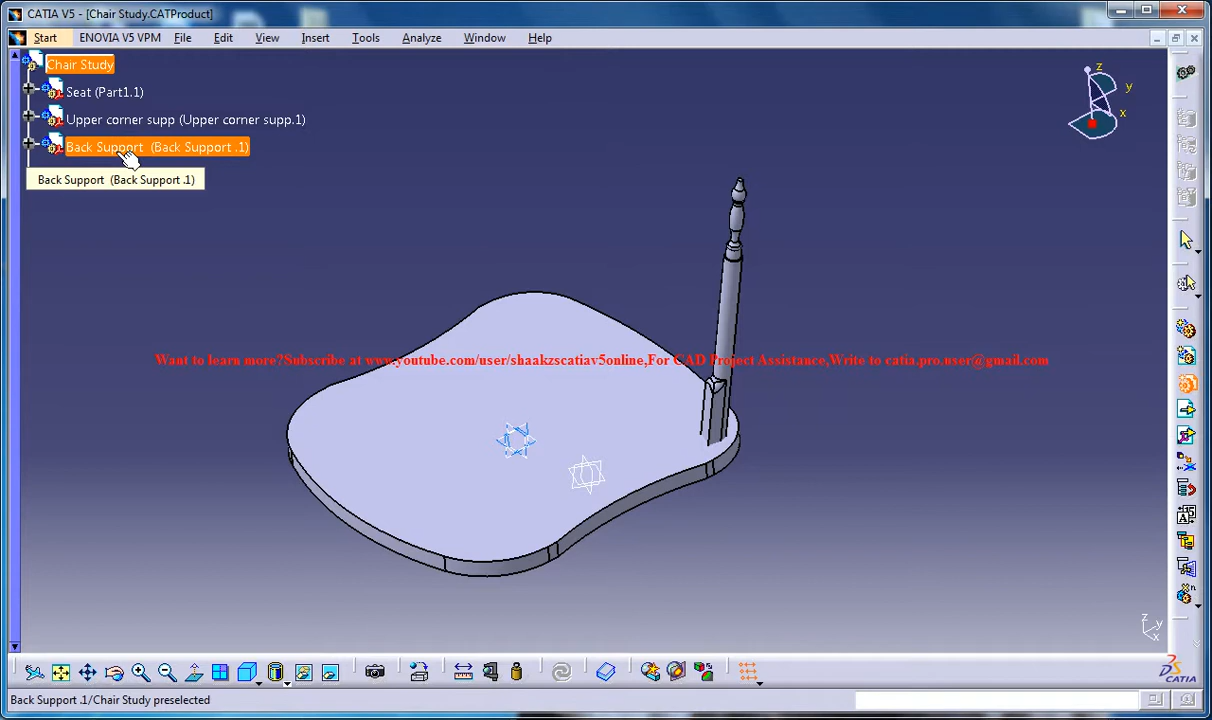 CATIA V5 - [Chair Study.CATProduct]
Start ENOVIA V5 VPM File Edit View Insert Tools Analyze Window Help
Chair Study
Seat (Part1.1)
Upper corner supp (Upper corner supp.1)
Back Support (Back Support .1)
Back Support (Back Support .1)
z
y
x
Want to learn more?Subscribe at www.youtube.com/user/shaakzscatiav5online,For CAD Project Assistance,Write to catia.pro.user@gmail.com
z
y
x
CATIA
Back Support .1/Chair Study preselected